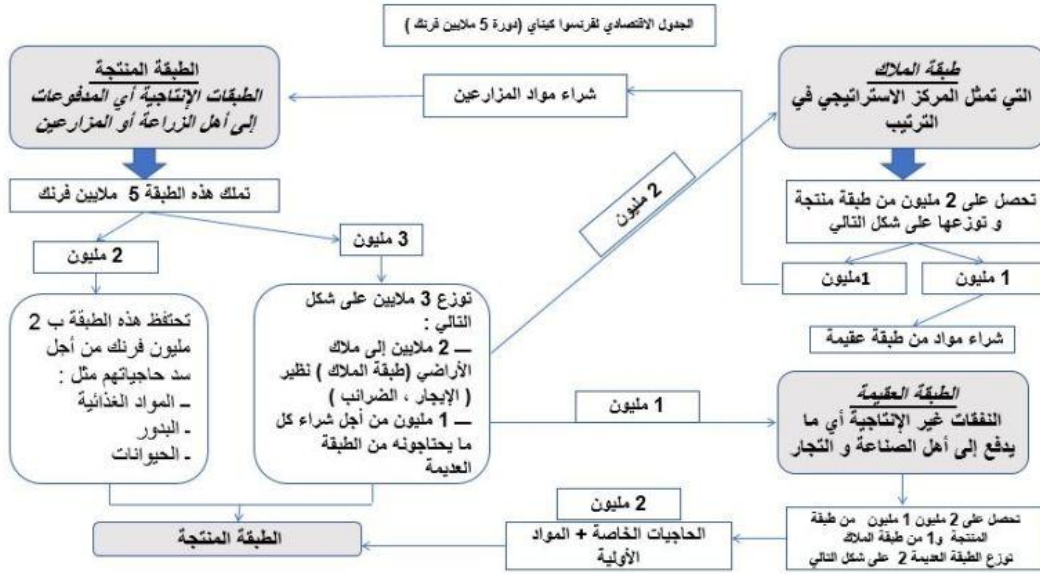 الجدول الاقتصادي لفرنسوا كيناي (دورة 5 ملايين فرنك )
طبقة الملاك
التي تمثل المركز الاستراتيجي في
الترتيب
شراء مواد المزارعين
الطبقة المنتجة
الطبقات الإنتاجية أي المدفوعات
إلى أهل الزراعة أو المزارعين
تملك هذه الطبقة 5 ملايين فرنك
3 مليون
2 مليون
2 مليون
تحصل على 2 مليون من طبقة منتجة
و توزعها على شكل التالي
1مليون
1 مليون
شراء مواد من طبقة عقيمة
توزع 3 ملايين على شكل
التالي :
ــ 2 ملايين إلى ملاك
الأراضي (طبقة الملاك ) نظير
( الإيجار ، الضرائب )
ــ 1 مليون من أجل شراء كل
ما يحتاجونه من الطبقة
العديمة
تحتفظ هذه الطبقة ب 2
مليون فرنك من أجل
سد حاجياتهم مثل :
ــ المواد الغذائية
ـ البدور
ـ الحيوانات
1 مليون
الطبقة العقيمة
النفقات غير الإنتاجية أي ما
يدفع إلى أهل الصناعة و التجار
تحصل على 2 مليون 1 مليون من طبقة
المنتجة و1 من طبقة الملاك
توزع الطبقة العديمة 2 على شكل التالي
2 مليون
الحاجيات الخاصة + المواد
الأولية
الطبقة المنتجة